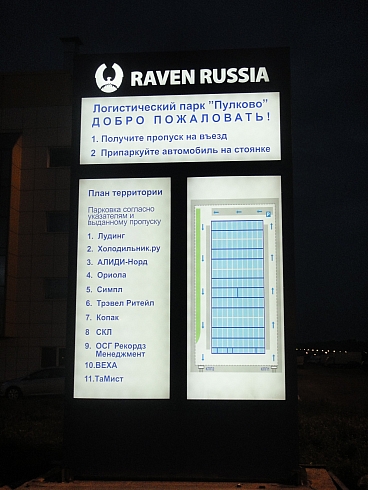 RAVEN RUSSIA
Логистический парк "Пулково"
ДОБРО ПОЖАЛОВАТЬ!
1. Получите пропуск на въезд
2 Припаркуйте автомобиль на стоянке
План территории
Парковка согласно
указателям и
выданному пропуску
1. Лудинг
2. Холодильник.ру
3. АЛИДИ-Норд
4. Ориола
5. Симпл
6. Трэвел Ритейл
7. Копак
8 СКЛ
9. ОСГ Рекордз
Менеджмент
10.ВЕХА
11.ТаМист